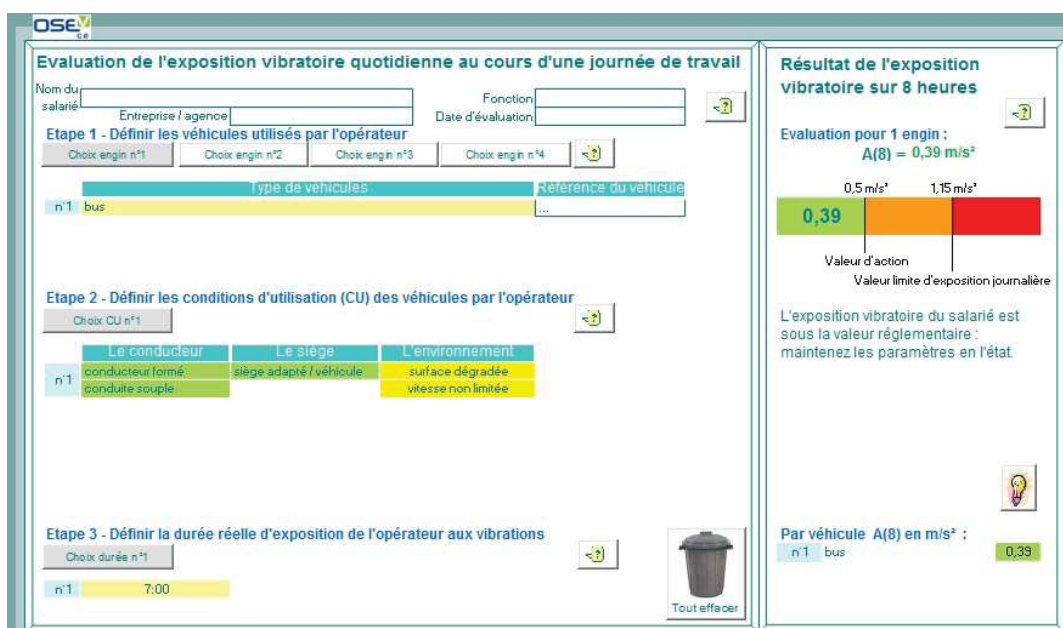 OSEV
ce
Evaluation de l'exposition vibratoire quotidienne au cours d'une journée de travail
Nom du salarié
Fonction
Entreprise / agence
Date d'évaluation
Etape 1 - Définir les véhicules utilisés par l'opérateur
Choix engin n°1
Choix engin n°2
Choix engin n°3
Choix engin n°4
Type de véhicules
Référence du véhicule
n°1 bus
...
Etape 2 - Définir les conditions d'utilisation (CU) des véhicules par l'opérateur
Choix CU n°1
Le conducteur
Le siège
L'environnement
n°1
conducteur formé
siège adapté / véhicule
surface dégradée
conduite souple
vitesse non limitée
Etape 3 - Définir la durée réelle d'exposition de l'opérateur aux vibrations
Choix durée n°1
n°1 7:00
Tout effacer
Résultat de l'exposition
vibratoire sur 8 heures
Evaluation pour 1 engin :
A(8) = 0,39 m/s²
0,5 m/s²
1,15 m/s²
0,39
Valeur d'action
Valeur limite d'exposition journalière
L'exposition vibratoire du salarié est
sous la valeur réglementaire :
maintenez les paramètres en l'état.
Par véhicule A(8) en m/s² :
n°1 bus 0,39